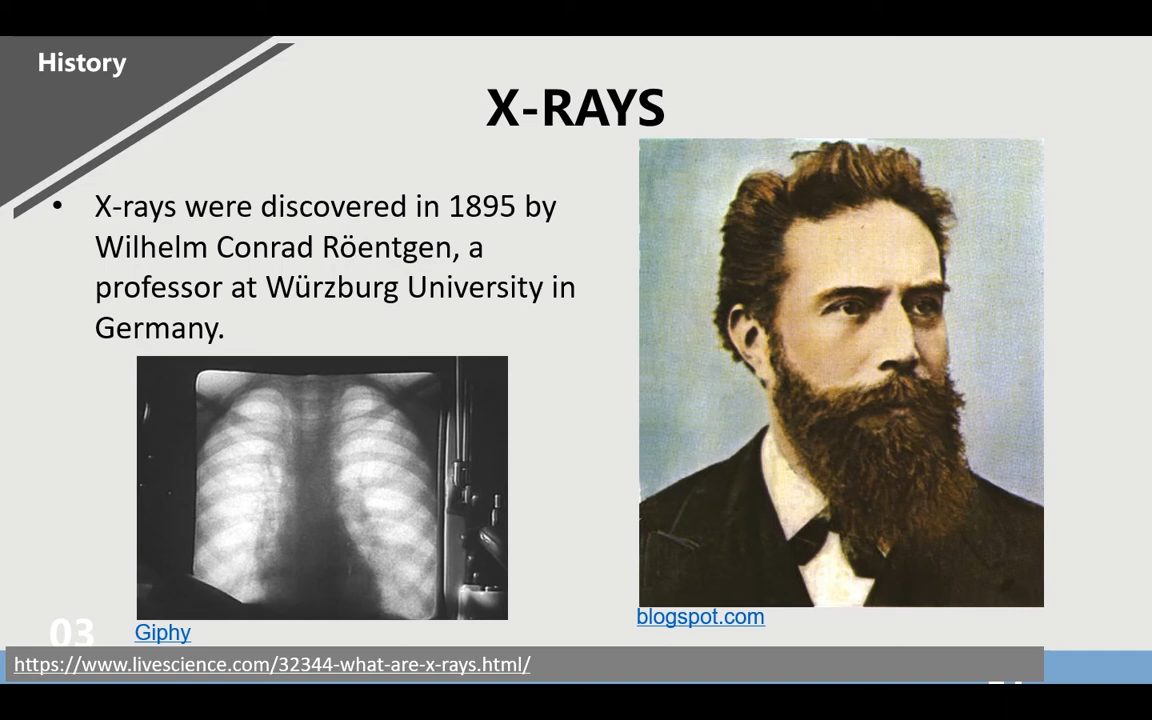 History
X-RAYS
• X-rays were discovered in 1895 by
Wilhelm Conrad Röentgen, a
professor at Würzburg University in
Germany.
Giphy
blogspot.com
03
https://www.livescience.com/32344-what-are-x-rays.html/